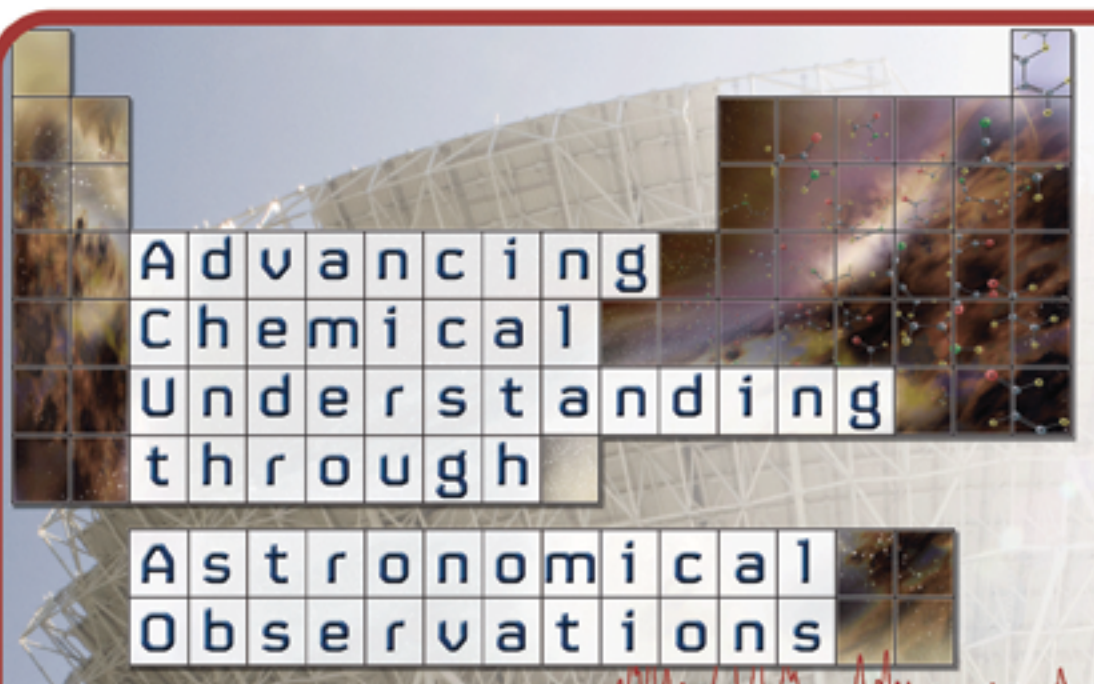 Advancing
Chemical
Understanding
through
Astronomical
Observations